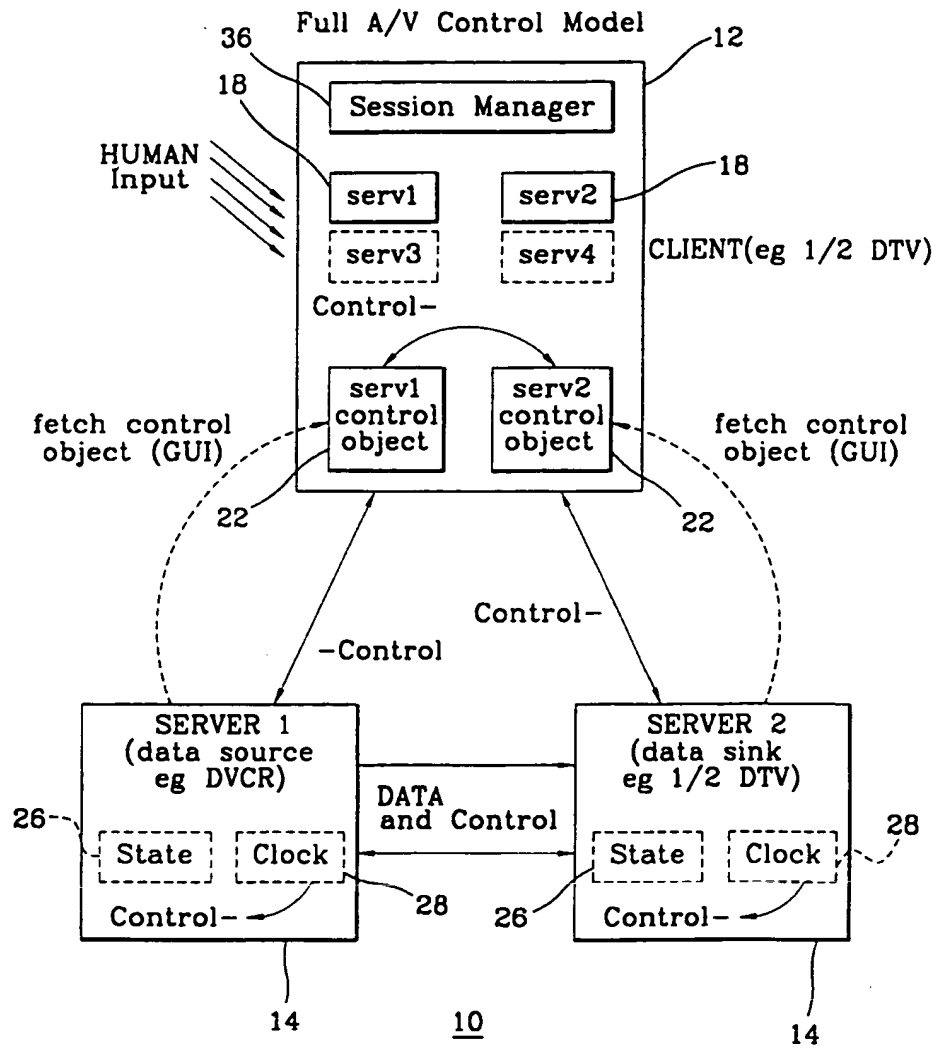 Full A/V Control Model
36
12
18
Session Manager
HUMAN
Input
18
serv1
serv2
serv3
serv4
CLIENT(eg 1/2 DTV)
Control-
serv1
control
object
serv2
control
object
fetch control
object (GUI)
fetch control
object (GUI)
22
22
Control-
-Control
SERVER 1
(data source
eg DVCR)
SERVER 2
(data sink
eg 1/2 DTV)
DATA
and Control
26
State
Clock
State
Clock
28
Control-
28
26
Control-
14
10
14